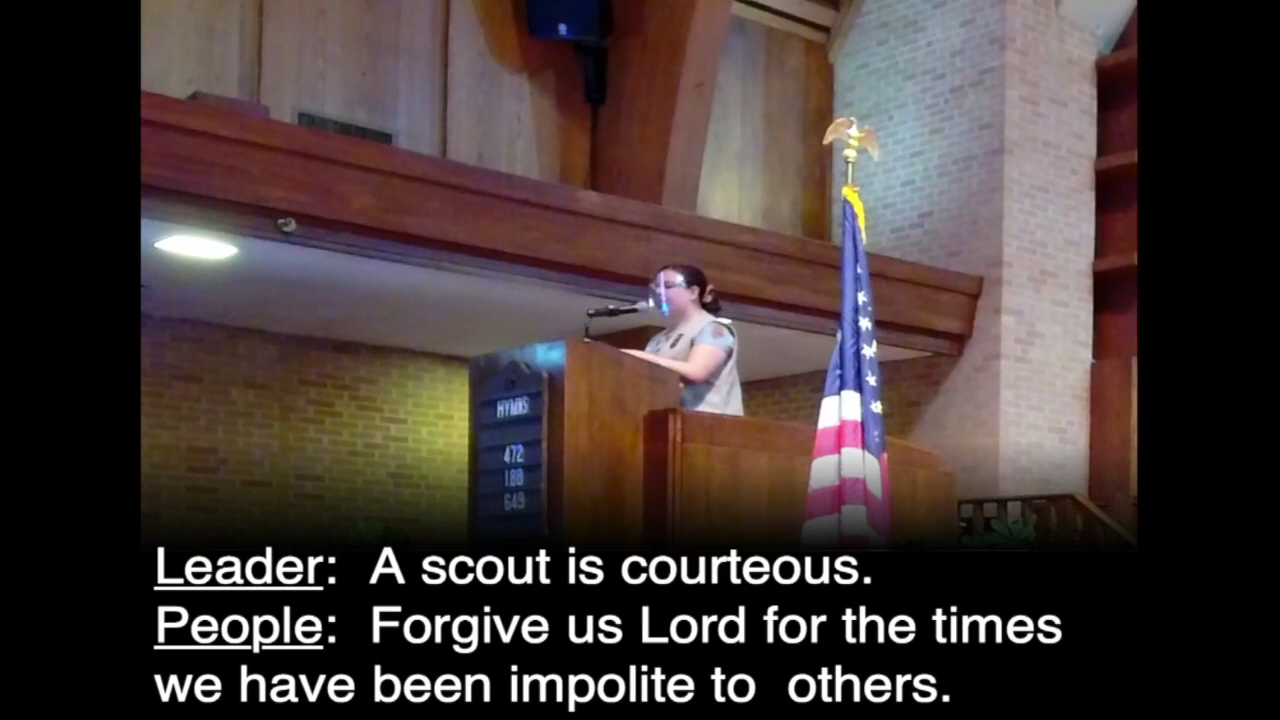 HYMNS
472
188
649
Leader: A scout is courteous.
People: Forgive us Lord for the times
we have been impolite to others.